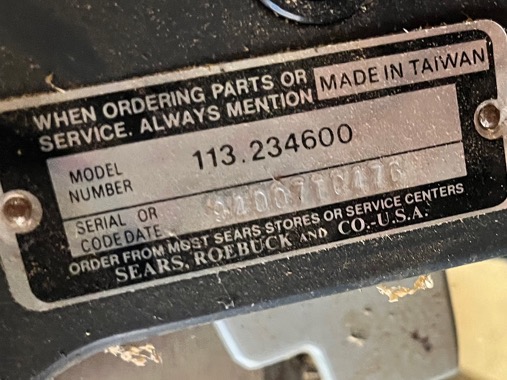 WHEN ORDERING PARTS OR
SERVICE. ALWAYS MENTION
MADE IN TAIWAN
MODEL
NUMBER
113.234600
SERIAL OR
CODE DATE
ORDER FROM MOST SEARS STORES OR SERVICE CENTERS
SEARS, ROEBUCK AND CO.-U.S.A.